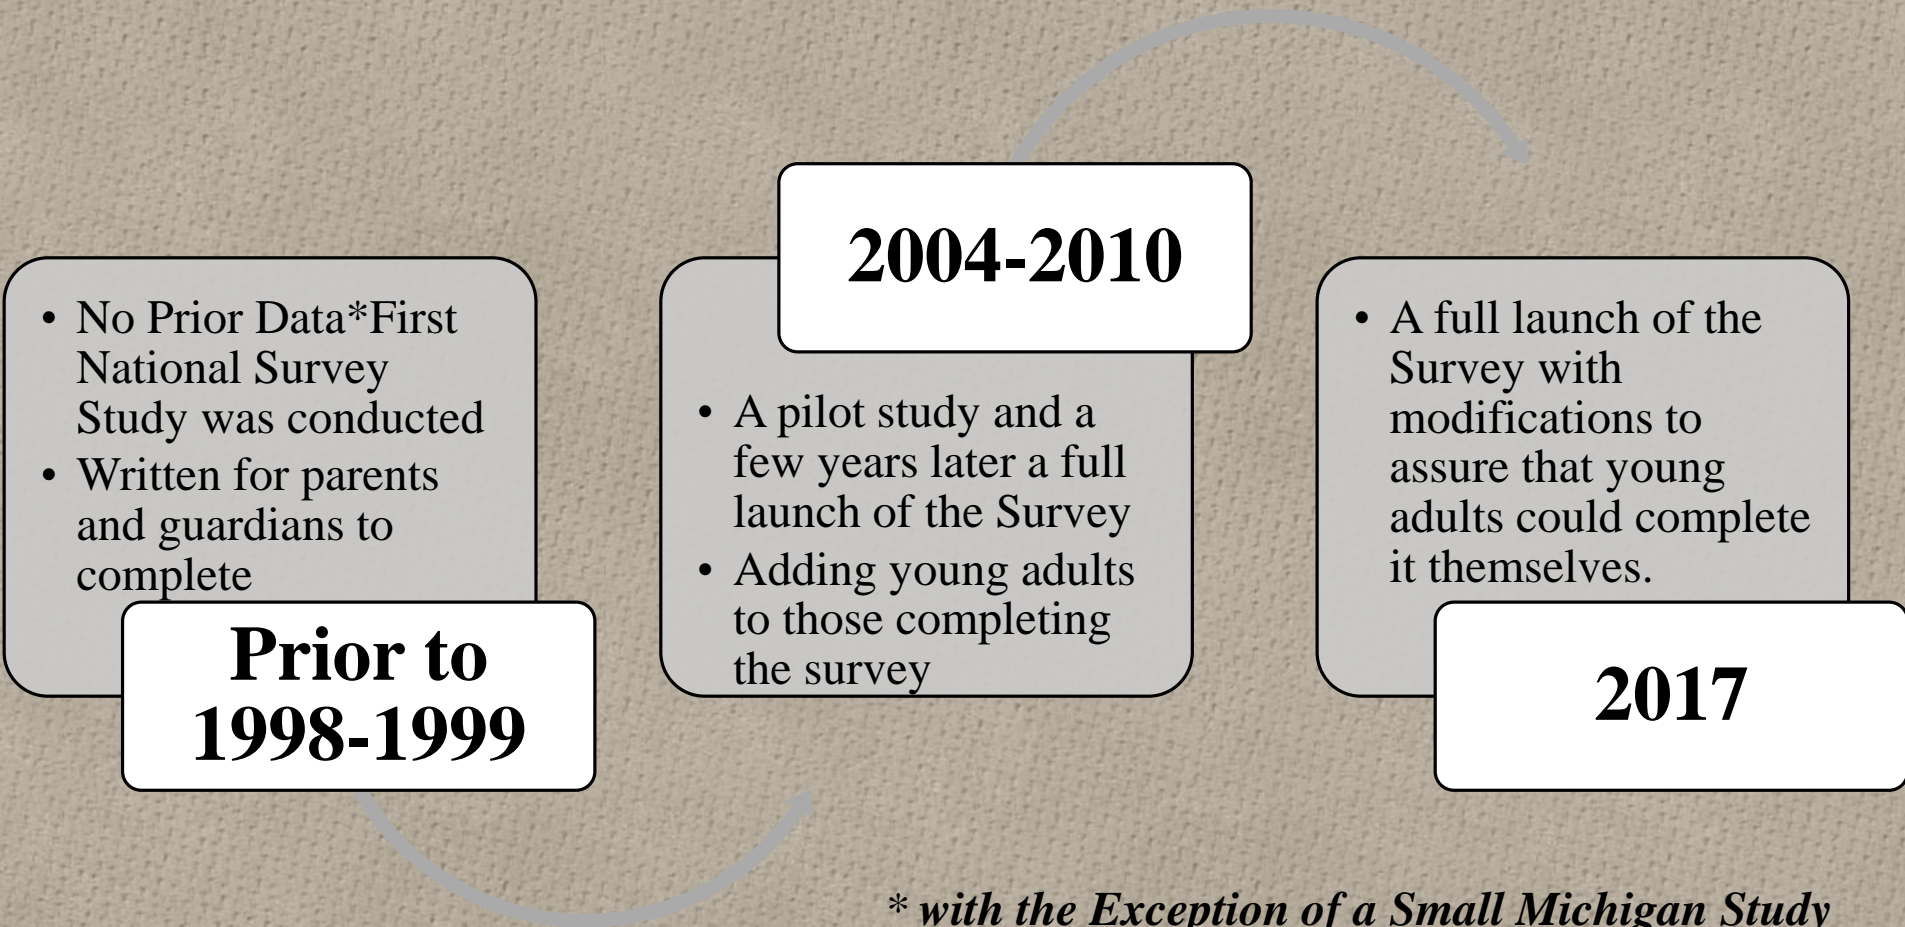 • No Prior Data*First
National Survey
Study was conducted
• Written for parents
and guardians to
complete
Prior to
1998-1999
2004-2010
• A pilot study and a
few years later a full
launch of the Survey
• Adding young adults
to those completing
the survey
• A full launch of the
Survey with
modifications to
assure that young
adults could complete
it themselves.
2017
* with the Exception of a Small Michigan Study